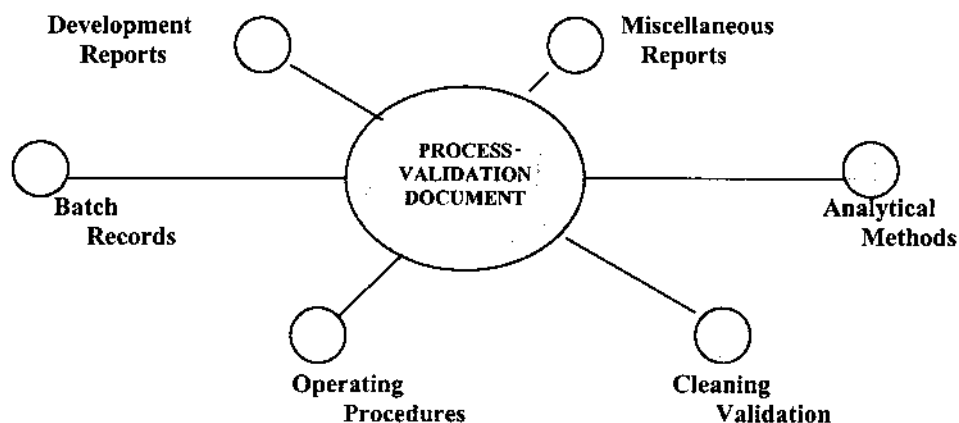 Development
Reports
Miscellaneous
Reports
PROCESS-
VALIDATION
DOCUMENT
Batch
Records
Analytical
Methods
Operating
Procedures
Cleaning
Validation